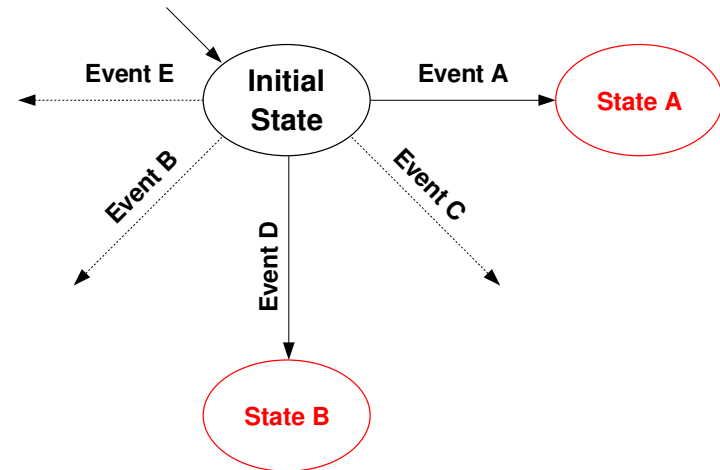 Event E
Initial
State
Event A
State A
Event B
Event C
Event D
State B